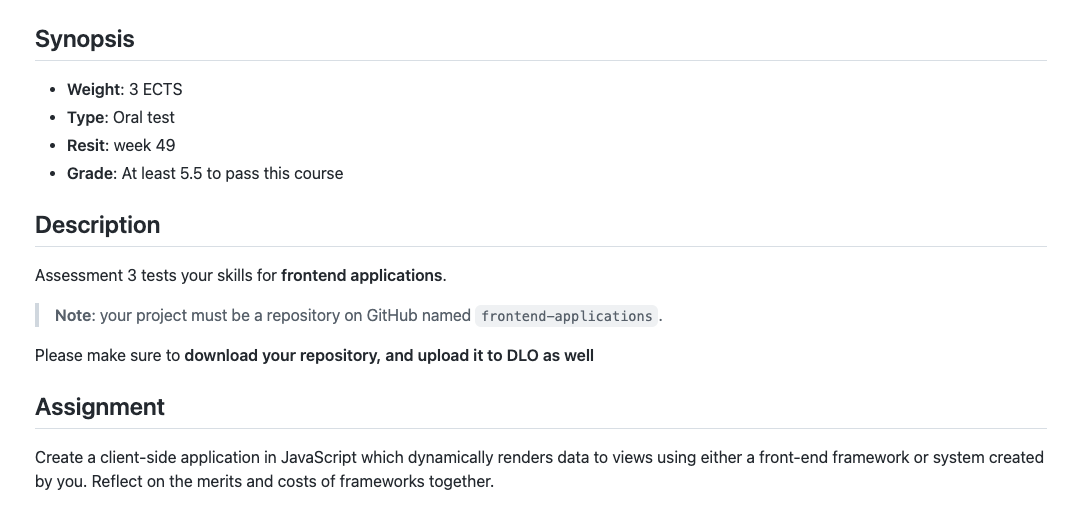 Synopsis
Weight: 3 ECTS
Type: Oral test
Resit: week 49
Grade: At least 5.5 to pass this course
Description
Assessment 3 tests your skills for frontend applications.
Note: your project must be a repository on GitHub named frontend-applications.
Please make sure to download your repository, and upload it to DLO as well
Assignment
Create a client-side application in JavaScript which dynamically renders data to views using either a front-end framework or system created
by you. Reflect on the merits and costs of frameworks together.